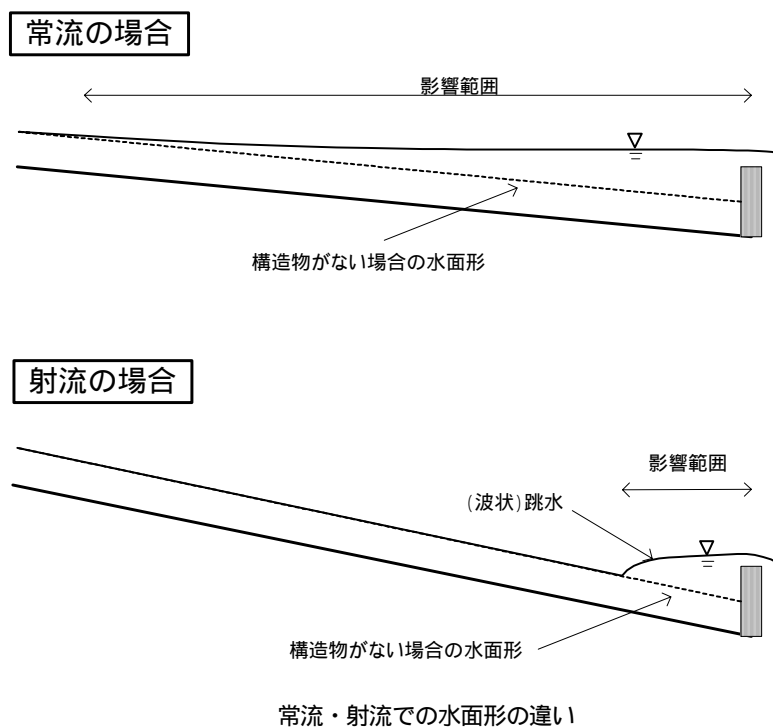 常流の場合
影響範囲
構造物がない場合の水面形
射流の場合
影響範囲
(波状)跳水
構造物がない場合の水面形
常流・射流での水面形の違い